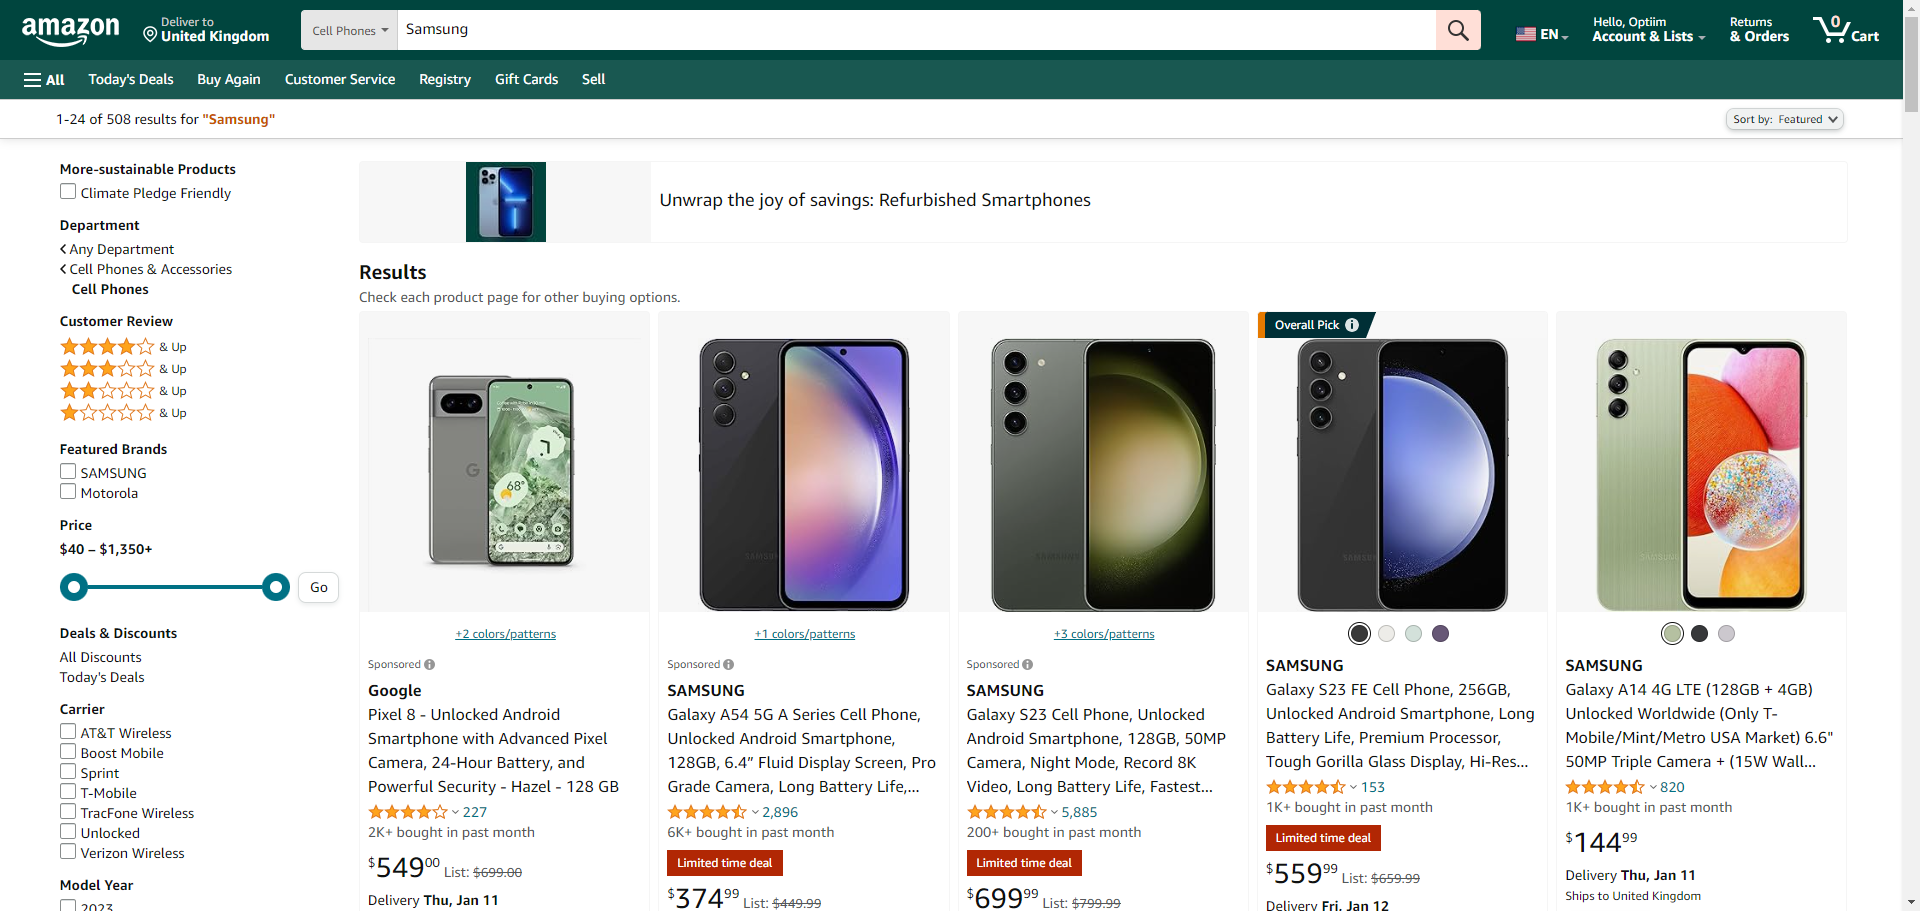 amazon
Deliver to
United Kingdom
Cell Phones
Samsung
EN
Hello, Optiim
Account & Lists
Returns
& Orders
0
Cart
All
Today's Deals
Buy Again
Customer Service
Registry
Gift Cards
Sell
1-24 of 508 results for "Samsung"
Sort by: Featured
More-sustainable Products
Climate Pledge Friendly
Department
Any Department
Cell Phones & Accessories
Cell Phones
Customer Review
& Up
& Up
& Up
& Up
Featured Brands
SAMSUNG
Motorola
Price
$40 – $1,350+
Go
Deals & Discounts
All Discounts
Today's Deals
Carrier
AT&T Wireless
Boost Mobile
Sprint
T-Mobile
TracFone Wireless
Unlocked
Verizon Wireless
Model Year
2023
Unwrap the joy of savings: Refurbished Smartphones
Results
Check each product page for other buying options.
68°
+2 colors/patterns
Sponsored
Google
Pixel 8 - Unlocked Android
Smartphone with Advanced Pixel
Camera, 24-Hour Battery, and
Powerful Security - Hazel - 128 GB
227
2K+ bought in past month
$549.00 List: $699.00
Delivery Thu, Jan 11
SAMSUNG
+1 colors/patterns
Sponsored
SAMSUNG
Galaxy A54 5G A Series Cell Phone,
Unlocked Android Smartphone,
128GB, 6.4” Fluid Display Screen, Pro
Grade Camera, Long Battery Life,...
2,896
6K+ bought in past month
Limited time deal
$374.99 List: $449.99
SAMSUNG
+3 colors/patterns
Sponsored
SAMSUNG
Galaxy S23 Cell Phone, Unlocked
Android Smartphone, 128GB, 50MP
Camera, Night Mode, Record 8K
Video, Long Battery Life, Fastest...
5,885
200+ bought in past month
Limited time deal
$699.99 List: $799.99
Overall Pick
SAMSUNG
SAMSUNG
Galaxy S23 FE Cell Phone, 256GB,
Unlocked Android Smartphone, Long
Battery Life, Premium Processor,
Tough Gorilla Glass Display, Hi-Res...
153
1K+ bought in past month
Limited time deal
$559.99 List: $659.99
Delivery Fri, Jan 12
SAMSUNG
SAMSUNG
Galaxy A14 4G LTE (128GB + 4GB)
Unlocked Worldwide (Only T-
Mobile/Mint/Metro USA Market) 6.6"
50MP Triple Camera + (15W Wall...
820
1K+ bought in past month
$144.99
Delivery Thu, Jan 11
Ships to United Kingdom